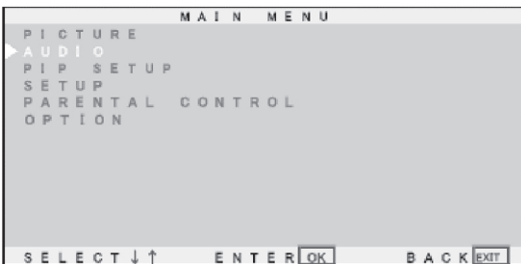 MAIN MENU
PICTURE
AUDIO
PIP SETUP
SETUP
PARENTAL CONTROL
OPTION
SELECT↓↑ ENTER OK BACK EXIT